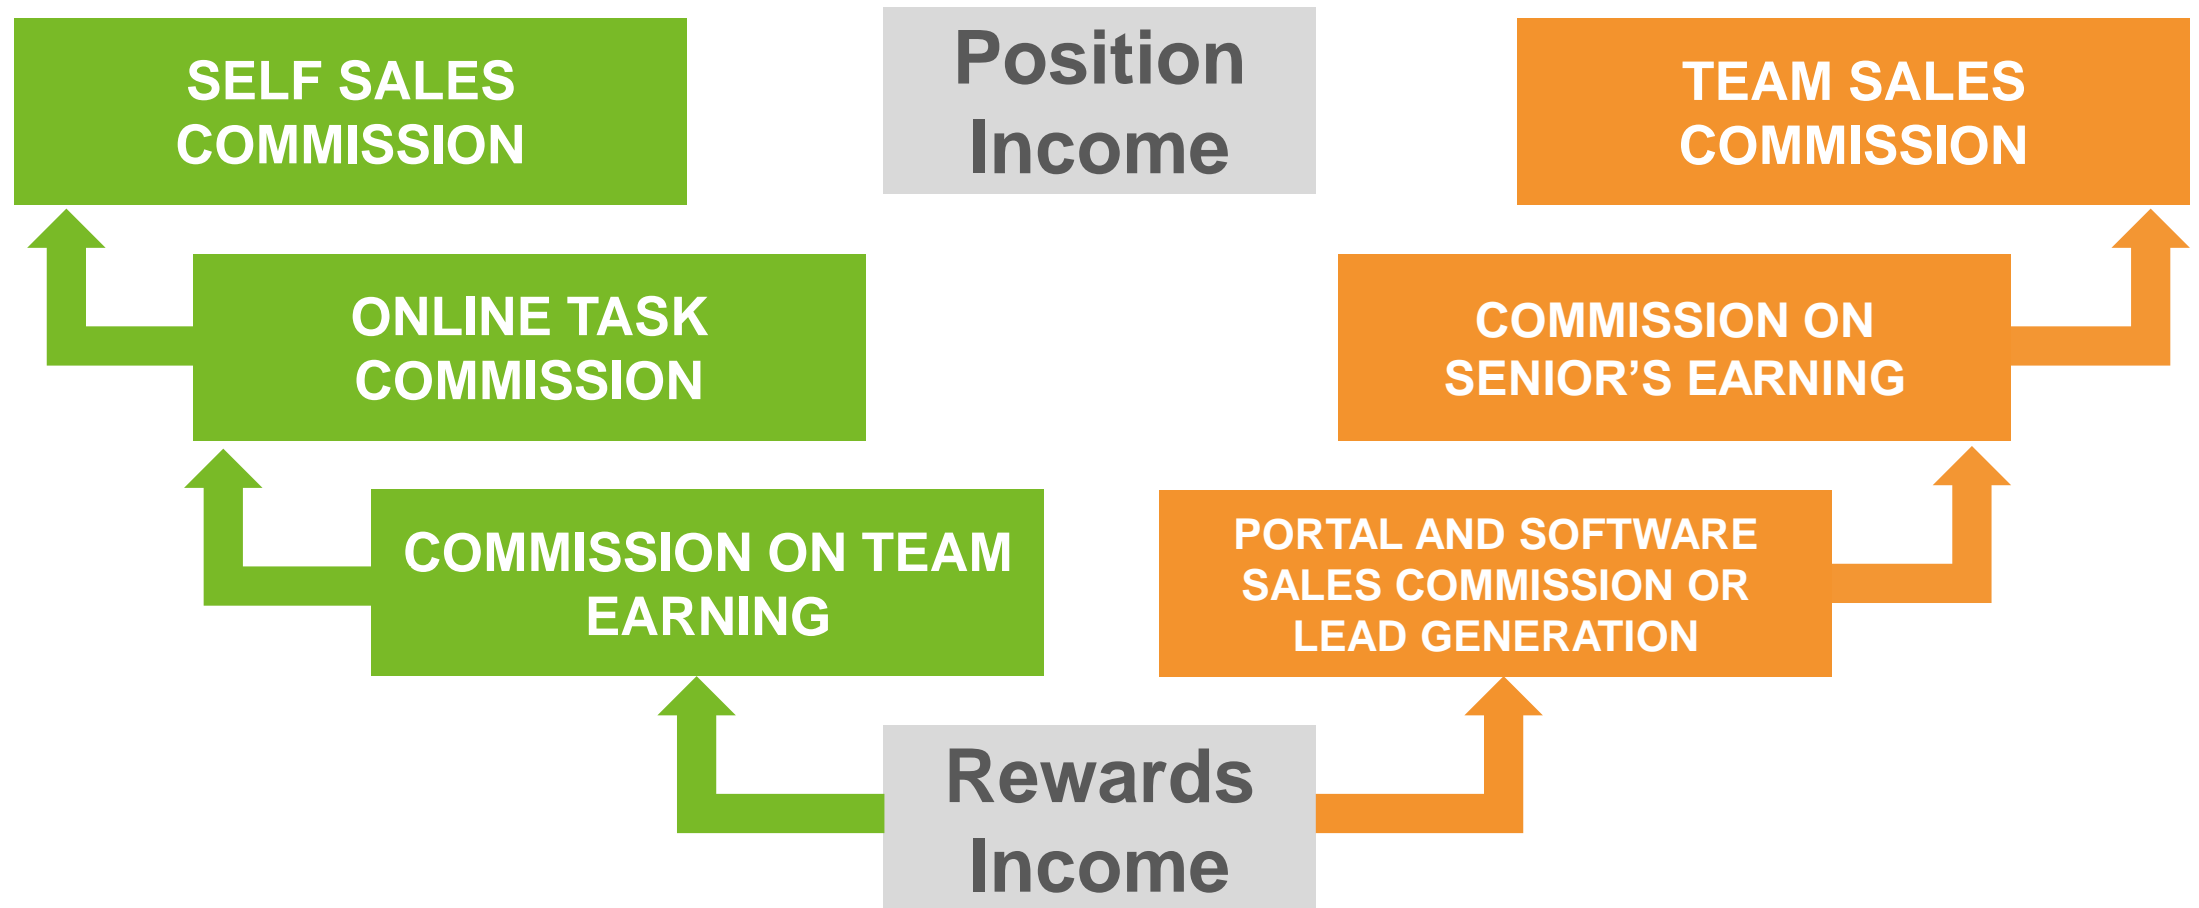 SELF SALES
COMMISSION
Position
Income
TEAM SALES
COMMISSION
ONLINE TASK
COMMISSION
COMMISSION ON
SENIOR’S EARNING
COMMISSION ON TEAM
EARNING
PORTAL AND SOFTWARE
SALES COMMISSION OR
LEAD GENERATION
Rewards
Income